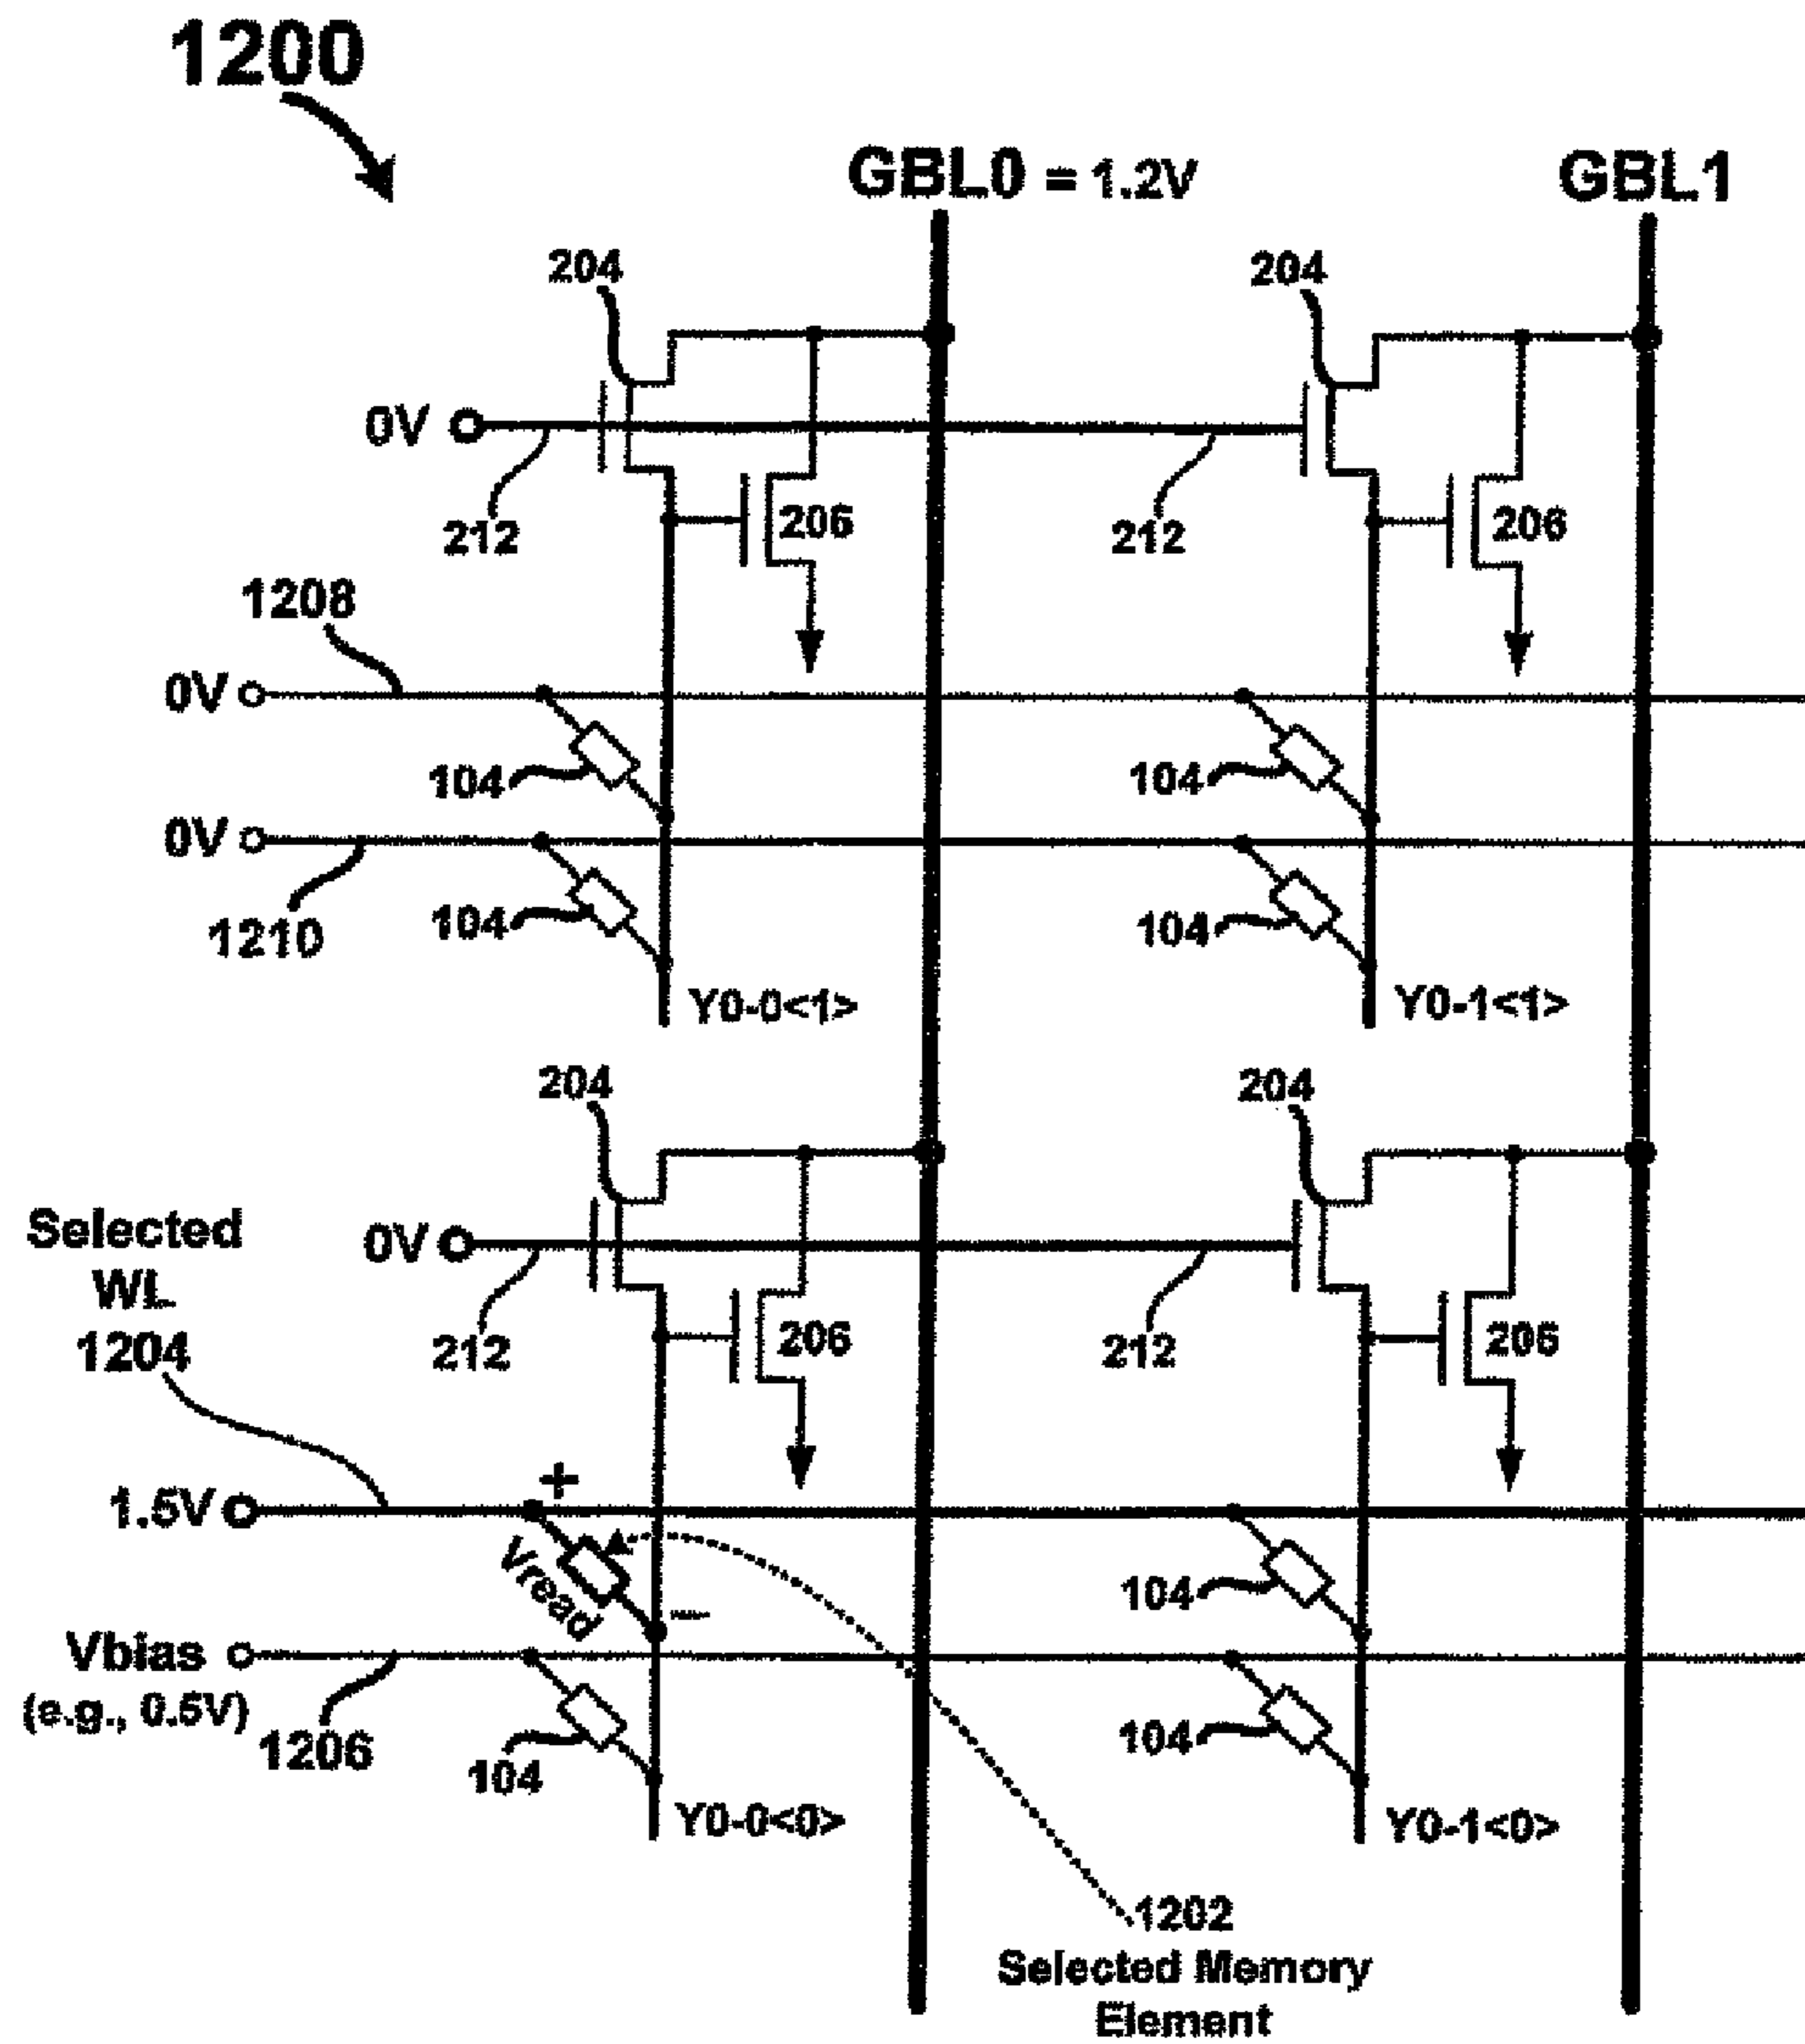 1200
GBL0 = 1.2V
GBL1
204
204
0V
212
206
212
206
1208
0V
104
104
0V
1210
104
104
Y0-0<1>
Y0-1<1>
204
204
Selected
WL
1204
0V
212
206
212
206
1.5V
+
Vread
–
104
Vbias
(e.g., 0.5V)
1206
104
104
Y0-0<0>
Y0-1<0>
1202
Selected Memory
Element